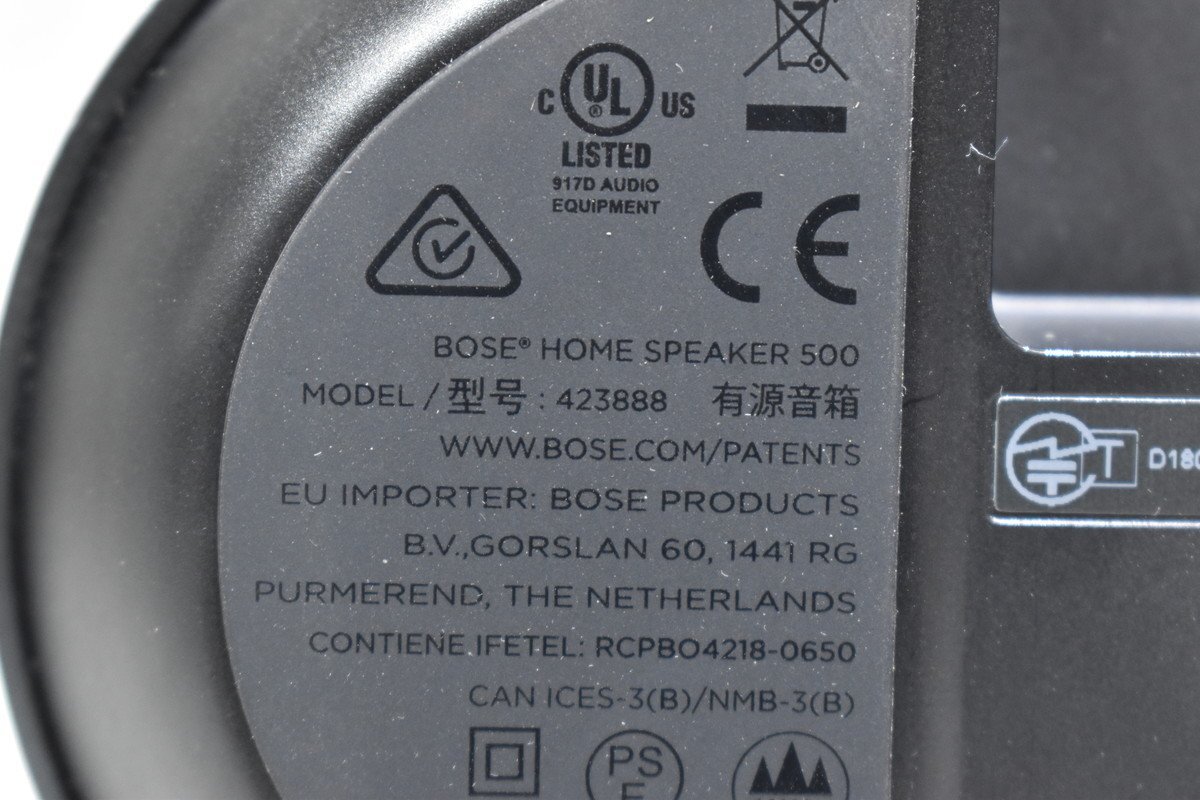 C UL® US
LISTED
917D AUDIO
EQUIPMENT
CE
BOSE® HOME SPEAKER 500
MODEL / 型号 : 423888 有源音箱
WWW.BOSE.COM/PATENTS
EU IMPORTER: BOSE PRODUCTS
B.V.,GORSLAN 60, 1441 RG
PURMEREND, THE NETHERLANDS
CONTIENE IFETEL: RCPBO4218-0650
CAN ICES-3(B)/NMB-3(B)
PS
E
T D180